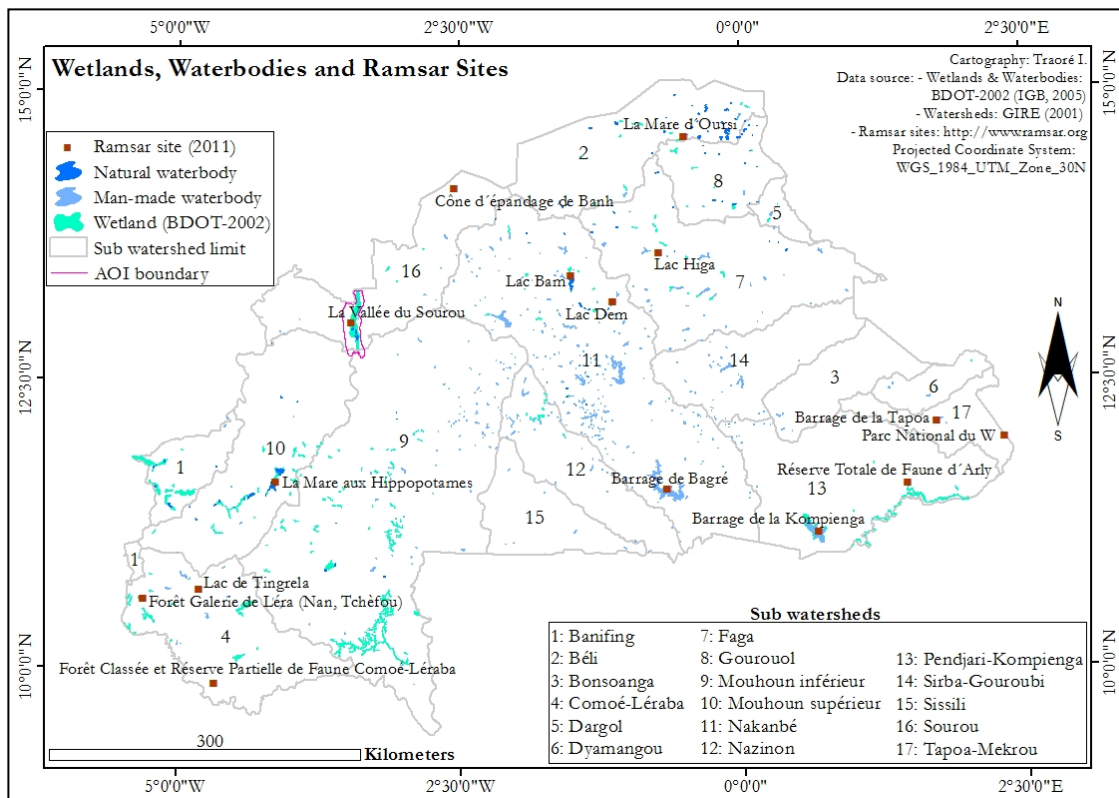 5°0'0"W 2°30'0"W 0°0'0" 2°30'0"E
Wetlands, Waterbodies and Ramsar Sites
Cartography: Traoré I.
Data source: - Wetlands & Waterbodies:
BDOT-2002 (IGB, 2005)
- Watersheds: GIRE (2001)
- Ramsar sites: http://www.ramsar.org
Projected Coordinate System:
WGS_1984_UTM_Zone_30N
15°0'0"N
15°0'0"N
Ramsar site (2011)
Natural waterbody
Man-made waterbody
Wetland (BDOT-2002)
Sub watershed limit
AOI boundary
La Mare d'Oursi
2
8
Côte d'épandage de Banh
5
16
Lac Higa
Lac Bam
7
Lac Dem
La Vallée du Sourou
N
S
12°30'0"N
12°30'0"N
11
14
3
6
17
Barrage de la Tapoa
Parc National du W
9
10
1
12
La Mare aux Hippopotames
Barrage de Bagré
Réserve Totale de Faune d'Arly
13
15
Barrage de la Kompienga
1
Lac de Tingrela
Forêt Galerie de Léra (Nan, Tchèfou)
4
Forêt Classée et Réserve Partielle de Faune Comoé-Léraba
10°0'0"N
10°0'0"N
Sub watersheds
1: Banifing
2: Béli
3: Bonsoanga
4: Comoé-Léraba
5: Dargol
6: Dyamangou
7: Faga
8: Gourouol
9: Mouhoun inférieur
10: Mouhoun supérieur
11: Nakanbé
12: Nazinon
13: Pendjari-Kompienga
14: Sirba-Gouroubi
15: Sissili
16: Sourou
17: Tapoa-Mekrou
300
Kilometers
5°0'0"W 2°30'0"W 0°0'0" 2°30'0"E